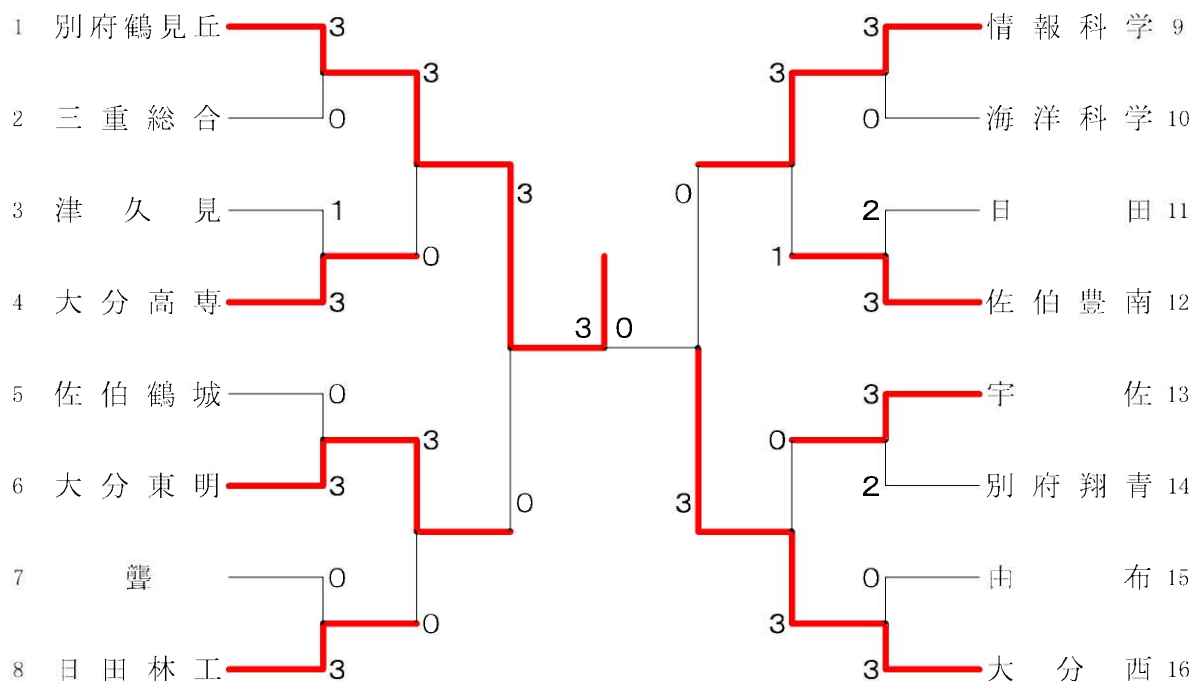 1 別府鶴見丘 3 3 情報科学 9
3 3
2 三重総合 0 0 海洋科学 10
3 0
3 津久見 1 2 日田 11
0 1
4 大分高専 3 3 佐伯豊南 12
3 0
5 佐伯鶴城 0 3 宇佐 13
3 0
6 大分東明 3 2 別府翔青 14
0 3
7 聾 0 0 由布 15
0 3
8 日田林工 3 3 大分西 16